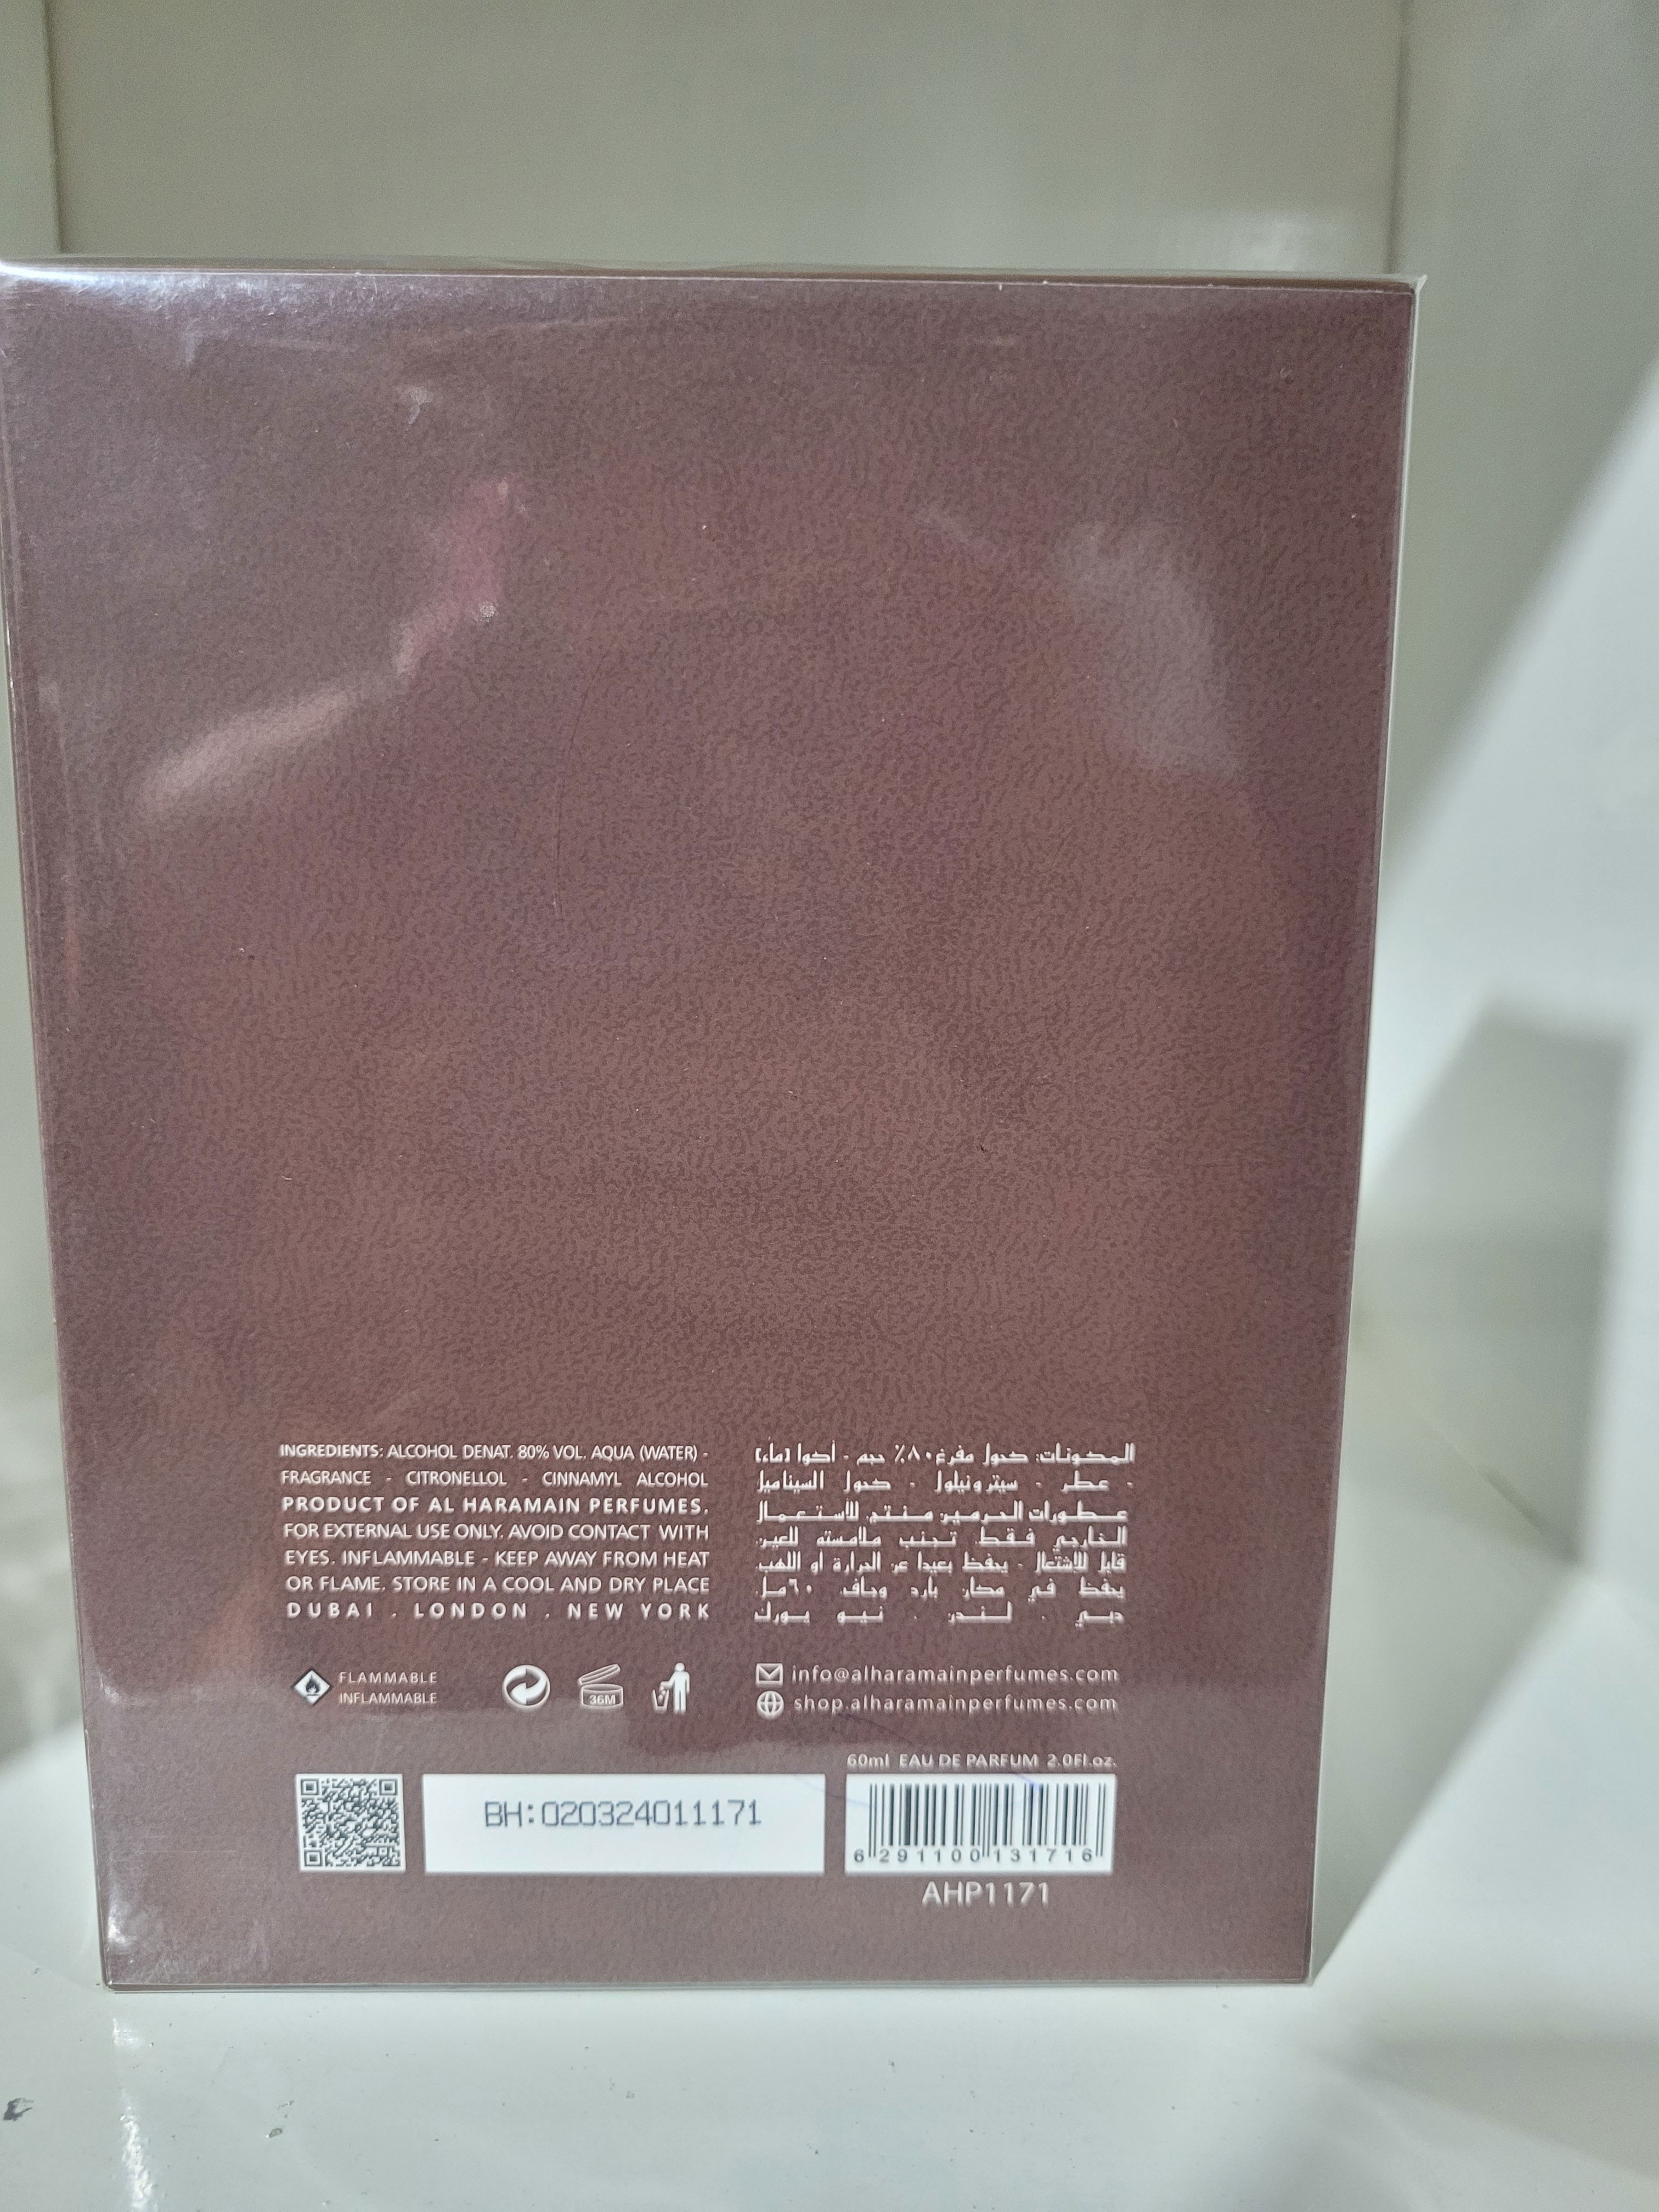 INGREDIENTS: ALCOHOL DENAT. 80% VOL. AQUA (WATER) -
FRAGRANCE - CITRONELLOL - CINNAMYL ALCOHOL
PRODUCT OF AL HARAMAIN PERFUMES.
FOR EXTERNAL USE ONLY. AVOID CONTACT WITH
EYES. INFLAMMABLE - KEEP AWAY FROM HEAT
OR FLAME. STORE IN A COOL AND DRY PLACE
DUBAI . LONDON . NEW YORK
المكونات: كحول مفرغ ٨٠٪ حجم - أكوا (ماء)
- عطر - سيترونيلول - كحول السيناميل
عطورات الحرمين منتج للاستعمال
الخارجي فقط تجنب ملامسته للعين.
قابل للاشتعال - يحفظ بعيدا عن الحرارة أو اللهب.
يحفظ في مكان بارد وجاف ٦٠مل.
دبي . لندن . نيو يورك
FLAMMABLE
INFLAMMABLE
36M
info@alharamainperfumes.com
shop.alharamainperfumes.com
60ml EAU DE PARFUM 2.0Fl.oz.
BH:020324011171
6 291100 131716
AHP1171